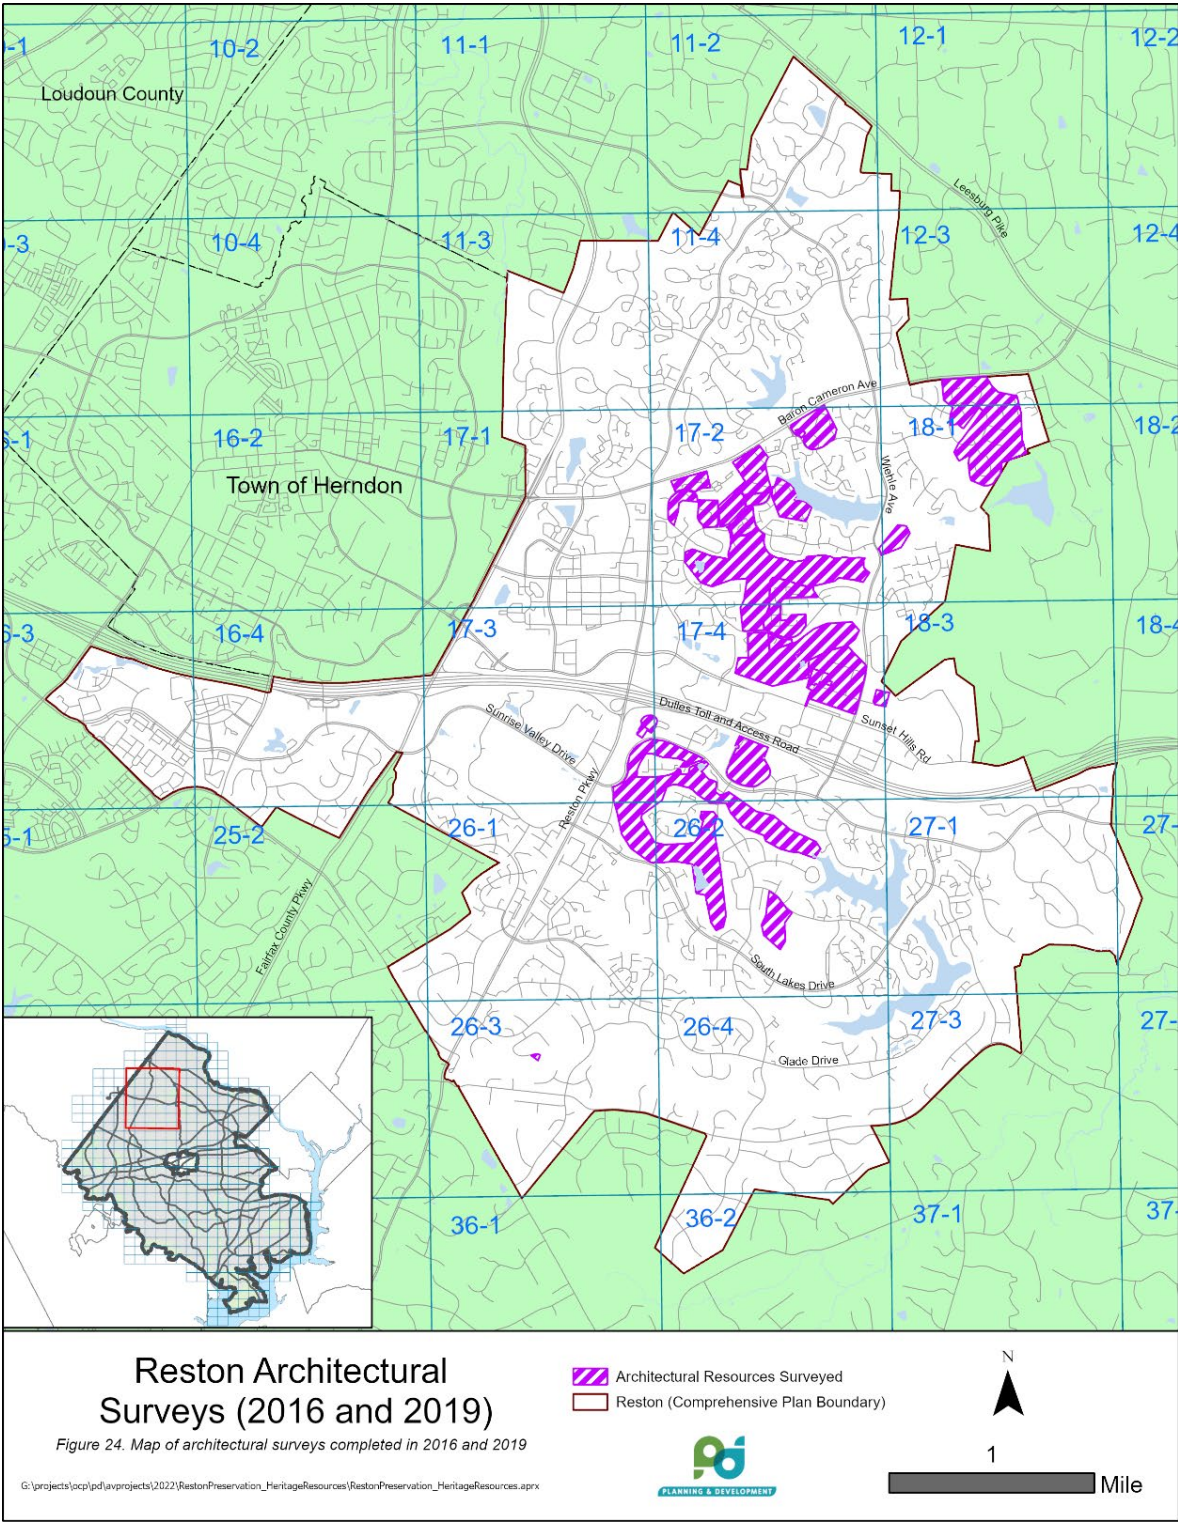 -1
10-2
11-1
11-2
12-1
12-2
Loudoun County
Leesburg Pike
-3
10-4
11-3
11-4
12-3
12-4
Baron Cameron Ave
16-2
17-1
17-2
18-1
18-2
Town of Herndon
Wiehle Ave
16-4
17-3
17-4
18-3
18-4
Dulles Toll and Access Road
Sunrise Valley Drive
Sunset Hills Rd
Reston Pkwy
25-2
26-1
26-2
27-1
27-
Fairfax County Pkwy
South Lakes Drive
26-3
26-4
27-3
27-
Glade Drive
36-1
36-2
37-1
37-
Reston Architectural
Surveys (2016 and 2019)
Figure 24. Map of architectural surveys completed in 2016 and 2019
G:\projects\ocp\pd\avprojects\2022\RestonPreservation_HeritageResources\RestonPreservation_HeritageResources.aprx
Architectural Resources Surveyed
Reston (Comprehensive Plan Boundary)
pd
PLANNING & DEVELOPMENT
N
1
Mile